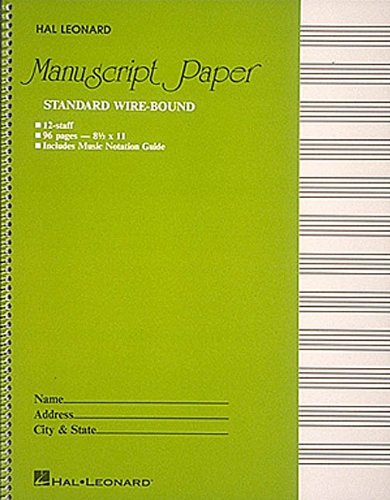 HAL LEONARD
Manuscript Paper
STANDARD WIRE-BOUND
■ 12-staff
■ 96 pages — 8½ x 11
■ Includes Music Notation Guide
Name
Address
City & State
HAL•LEONARD®